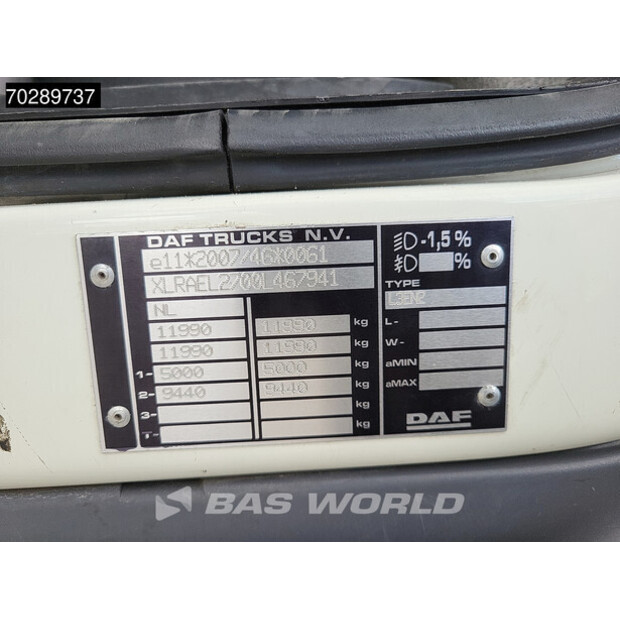 70289737
DAF TRUCKS N.V.
e11*2007/46*0061
XLRAEL2700L467941
NL
11990 11990 kg
11990 11990 kg
1- 5000 5000 kg
2- 9440 9440 kg
3- kg
T- kg
-1,5 %
%
TYPE
L3EN2
L-
W-
aMIN
aMAX
DAF
BAS WORLD